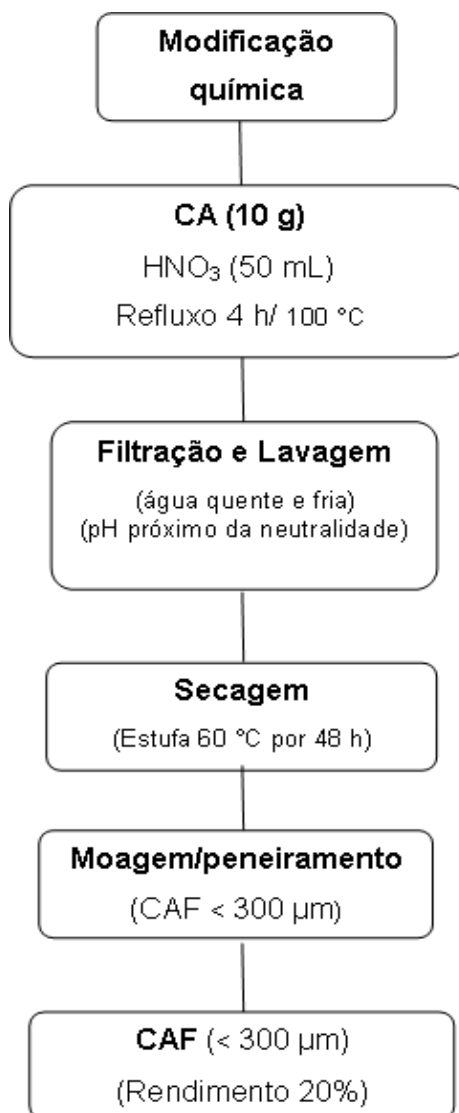 Modificação
química
CA (10 g)
HNO₃ (50 mL)
Refluxo 4 h/ 100 °C
Filtração e Lavagem
(água quente e fria)
(pH próximo da neutralidade)
Secagem
(Estufa 60 °C por 48 h)
Moagem/peneiramento
(CAF < 300 µm)
CAF (< 300 µm)
(Rendimento 20%)